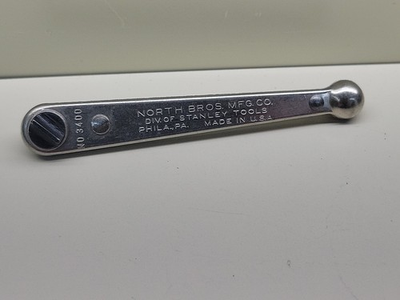 NO 3400
NORTH BROS. MFG. CO.
DIV. OF STANLEY TOOLS
PHILA., PA. MADE IN U.S.A.